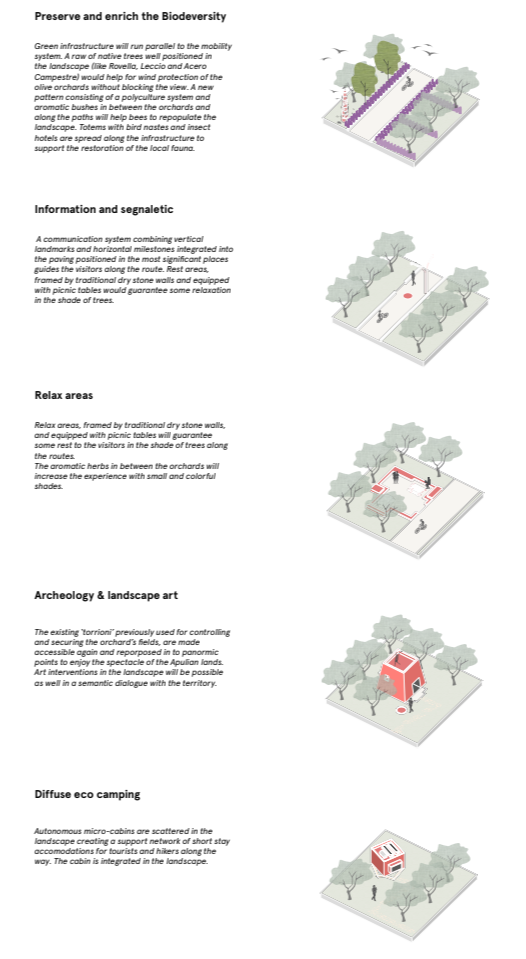 Preserve and enrich the Biodeversity
Green infrastructure will run parallel to the mobility
system. A raw of native trees well positioned in
the landscape (like Rovella, Leccio and Acero
Campestre) would help for wind protection of the
olive orchards without blocking the view. A new
pattern consisting of a polyculture system and
aromatic bushes in between the orchards and
along the paths will help bees to repopulate the
landscape. Totems with bird nastes and insect
hotels are spread along the infrastructure to
support the restoration of the local fauna.
Information and segnaletic
A communication system combining vertical
landmarks and horizontal milestones integrated into
the paving positioned in the most significant places
guides the visitors along the route. Rest areas,
framed by traditional dry stone walls and equipped
with picnic tables would guarantee some relaxation
in the shade of trees.
Relax areas
Relax areas, framed by traditional dry stone walls,
and equipped with picnic tables will guarantee
some rest to the visitors in the shade of trees along
the routes.
The aromatic herbs in between the orchards will
increase the experience with small and colorful
shades.
Archeology & landscape art
The existing 'torrioni' previously used for controlling
and securing the orchard's fields, are made
accessible again and reporposed in to panormic
points to enjoy the spectacle of the Apulian lands.
Art interventions in the landscape will be possible
as well in a semantic dialogue with the territory.
Diffuse eco camping
Autonomous micro-cabins are scattered in the
landscape creating a support network of short stay
accomodations for tourists and hikers along the
way. The cabin is integrated in the landscape.